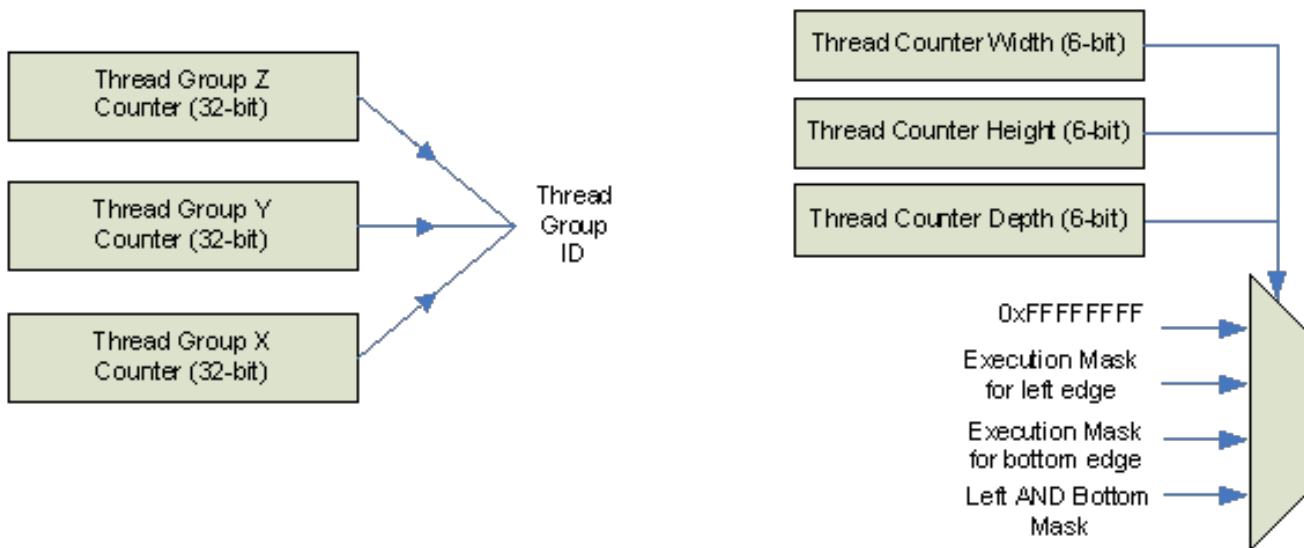 Thread Group Z
Counter (32-bit)
Thread Group Y
Counter (32-bit)
Thread Group X
Counter (32-bit)
Thread
Group
ID
Thread Counter Width (6-bit)
Thread Counter Height (6-bit)
Thread Counter Depth (6-bit)
0xFFFFFFFF
Execution Mask
for left edge
Execution Mask
for bottom edge
Left AND Bottom
Mask